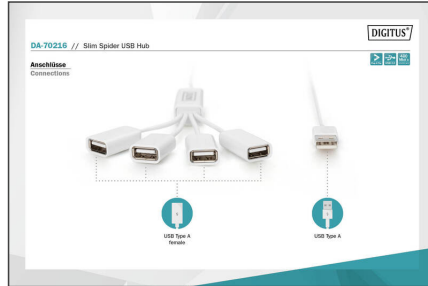 DIGITUS®
DA-70216 // Slim Spider USB Hub
Anschlüsse
Connections
USB Type A
female
USB Type A